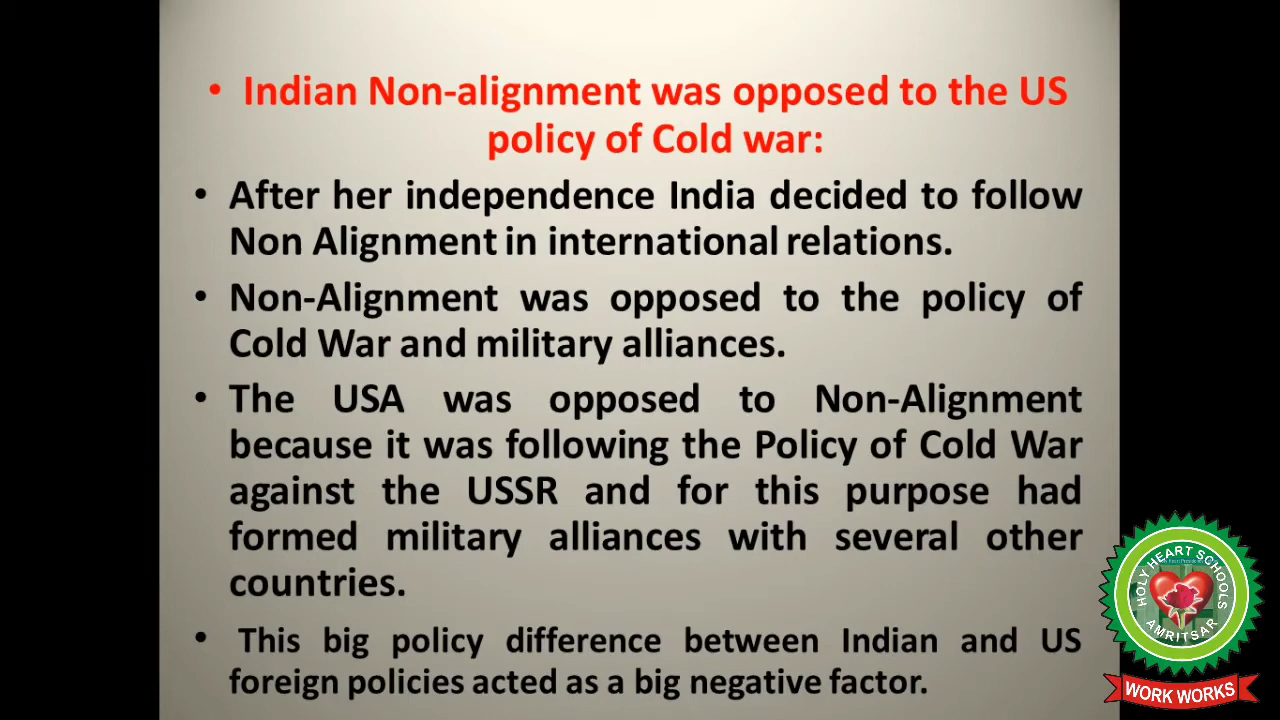 • Indian Non-alignment was opposed to the US
policy of Cold war:
• After her independence India decided to follow
Non Alignment in international relations.
• Non-Alignment was opposed to the policy of
Cold War and military alliances.
• The USA was opposed to Non-Alignment
because it was following the Policy of Cold War
against the USSR and for this purpose had
formed military alliances with several other
countries.
• This big policy difference between Indian and US
foreign policies acted as a big negative factor.
HOLY HEART SCHOOLS
AMRITSAR
WORK WORKS